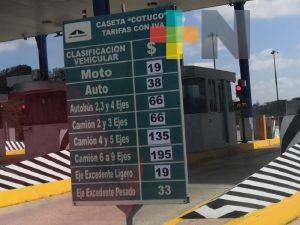 CASETA "COTUCO"
TARIFAS CON IVA
CLASIFICACIÓN VEHICULAR $
Moto 19
Auto 38
Autobús 2,3 y 4 Ejes 66
Camión 2 y 3 Ejes 66
Camión 4 y 5 Ejes 135
Camión 6 a 9 Ejes 195
Eje Excedente Ligero 19
Eje Excedente Pesado 33
N